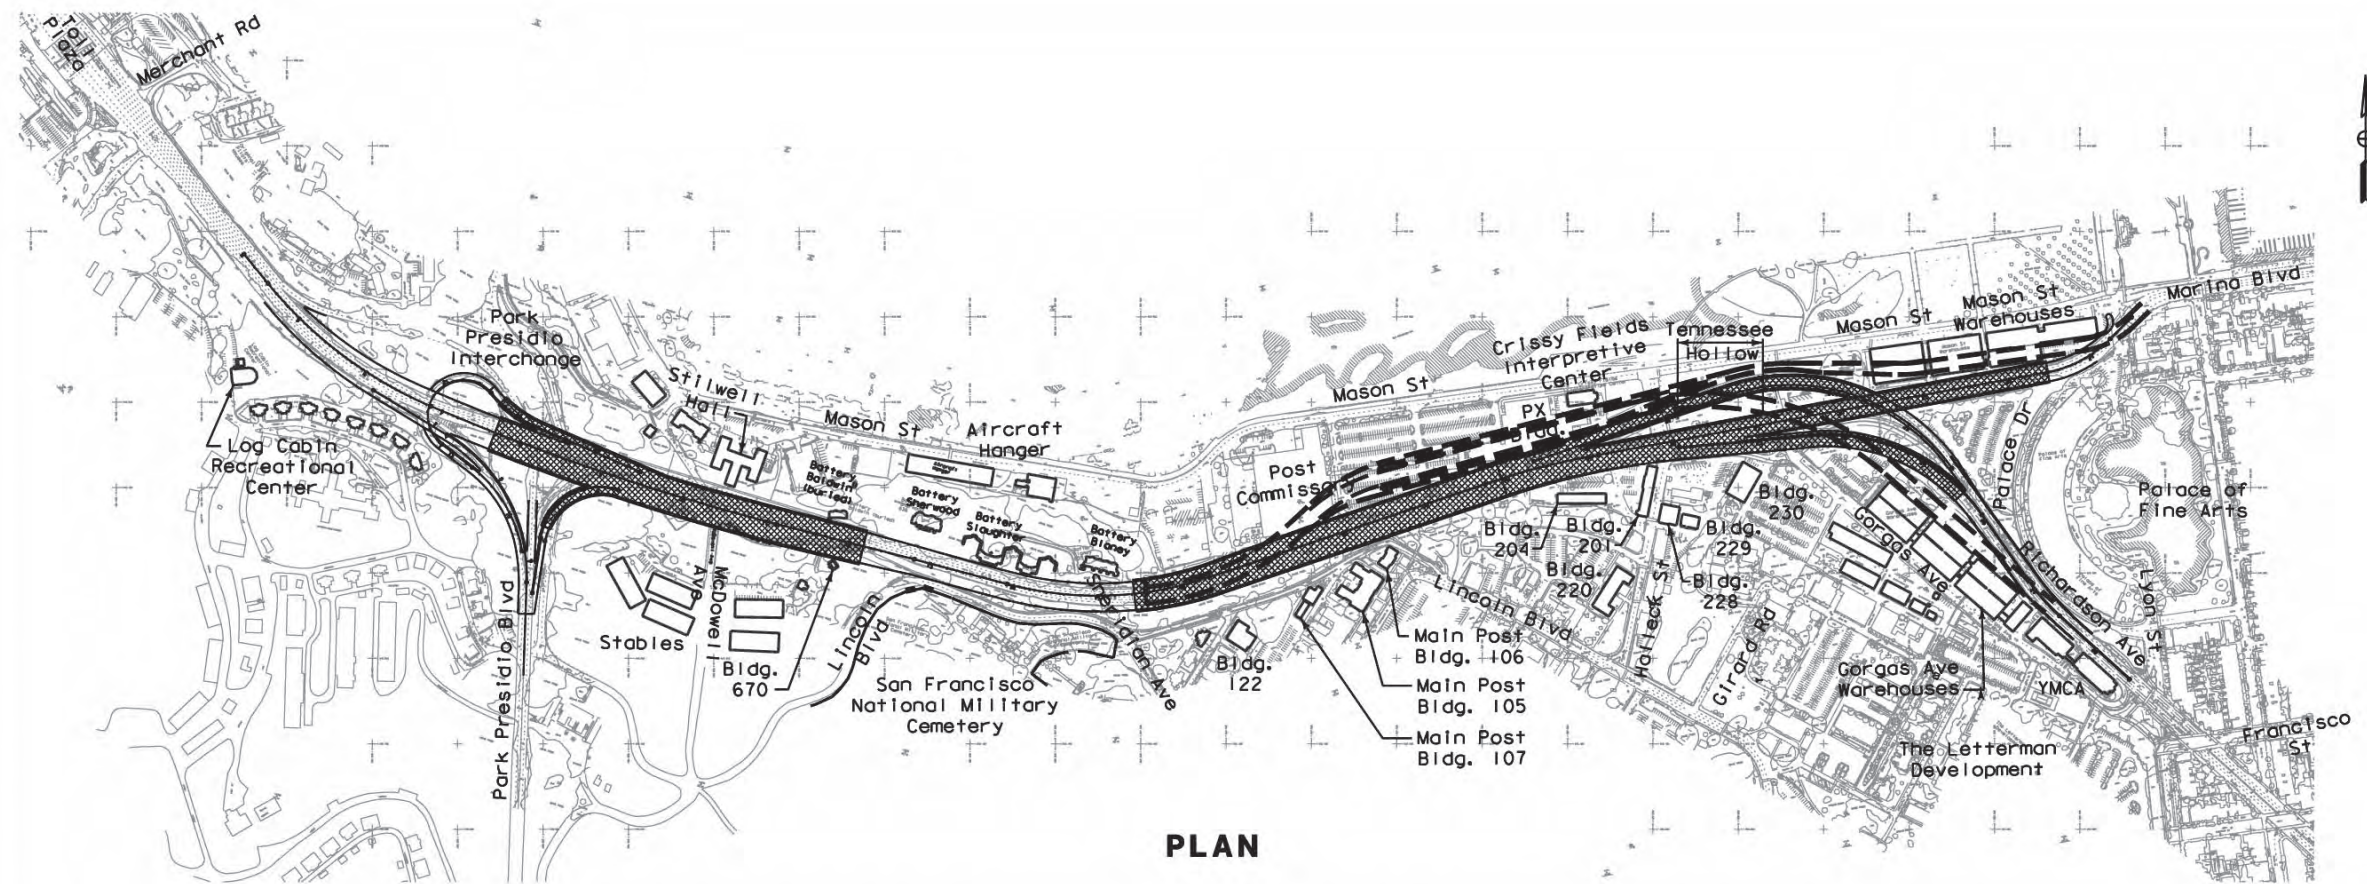 Toll
Plaza
Merchant Rd
Park
Presidio
Interchange
Log Cabin
Recreational
Center
Stilwell
Hall
Mason St
Aircraft
Hanger
Battery
Baldwin
(buried)
Battery
Sherwood
Battery
Slaughter
Battery
Blaney
Park Presidio Blvd
Stables
McDowell
Ave
Bldg.
670
Lincoln
Blvd
San Francisco
National Military
Cemetery
Sheridian Ave
Bldg.
122
Post
Commissa
Mason St
Crissy Fields
Interpretive
Center
PX
Bldg.
Tennessee
Hollow
Mason St
Mason St
Warehouses
Marina Blvd
Palace Dr
Palace of
Fine Arts
Bldg.
204
Bldg.
201
Bldg.
220
Bldg.
230
Bldg.
229
Bldg.
228
Lincoln Blvd
Halleck St
Girard Rd
Gorgas Ave
Richardson Ave
Lyon St
Main Post
Bldg. 106
Main Post
Bldg. 105
Main Post
Bldg. 107
Gorgas Ave
Warehouses
YMCA
The Letterman
Development
Francisco
St
PLAN